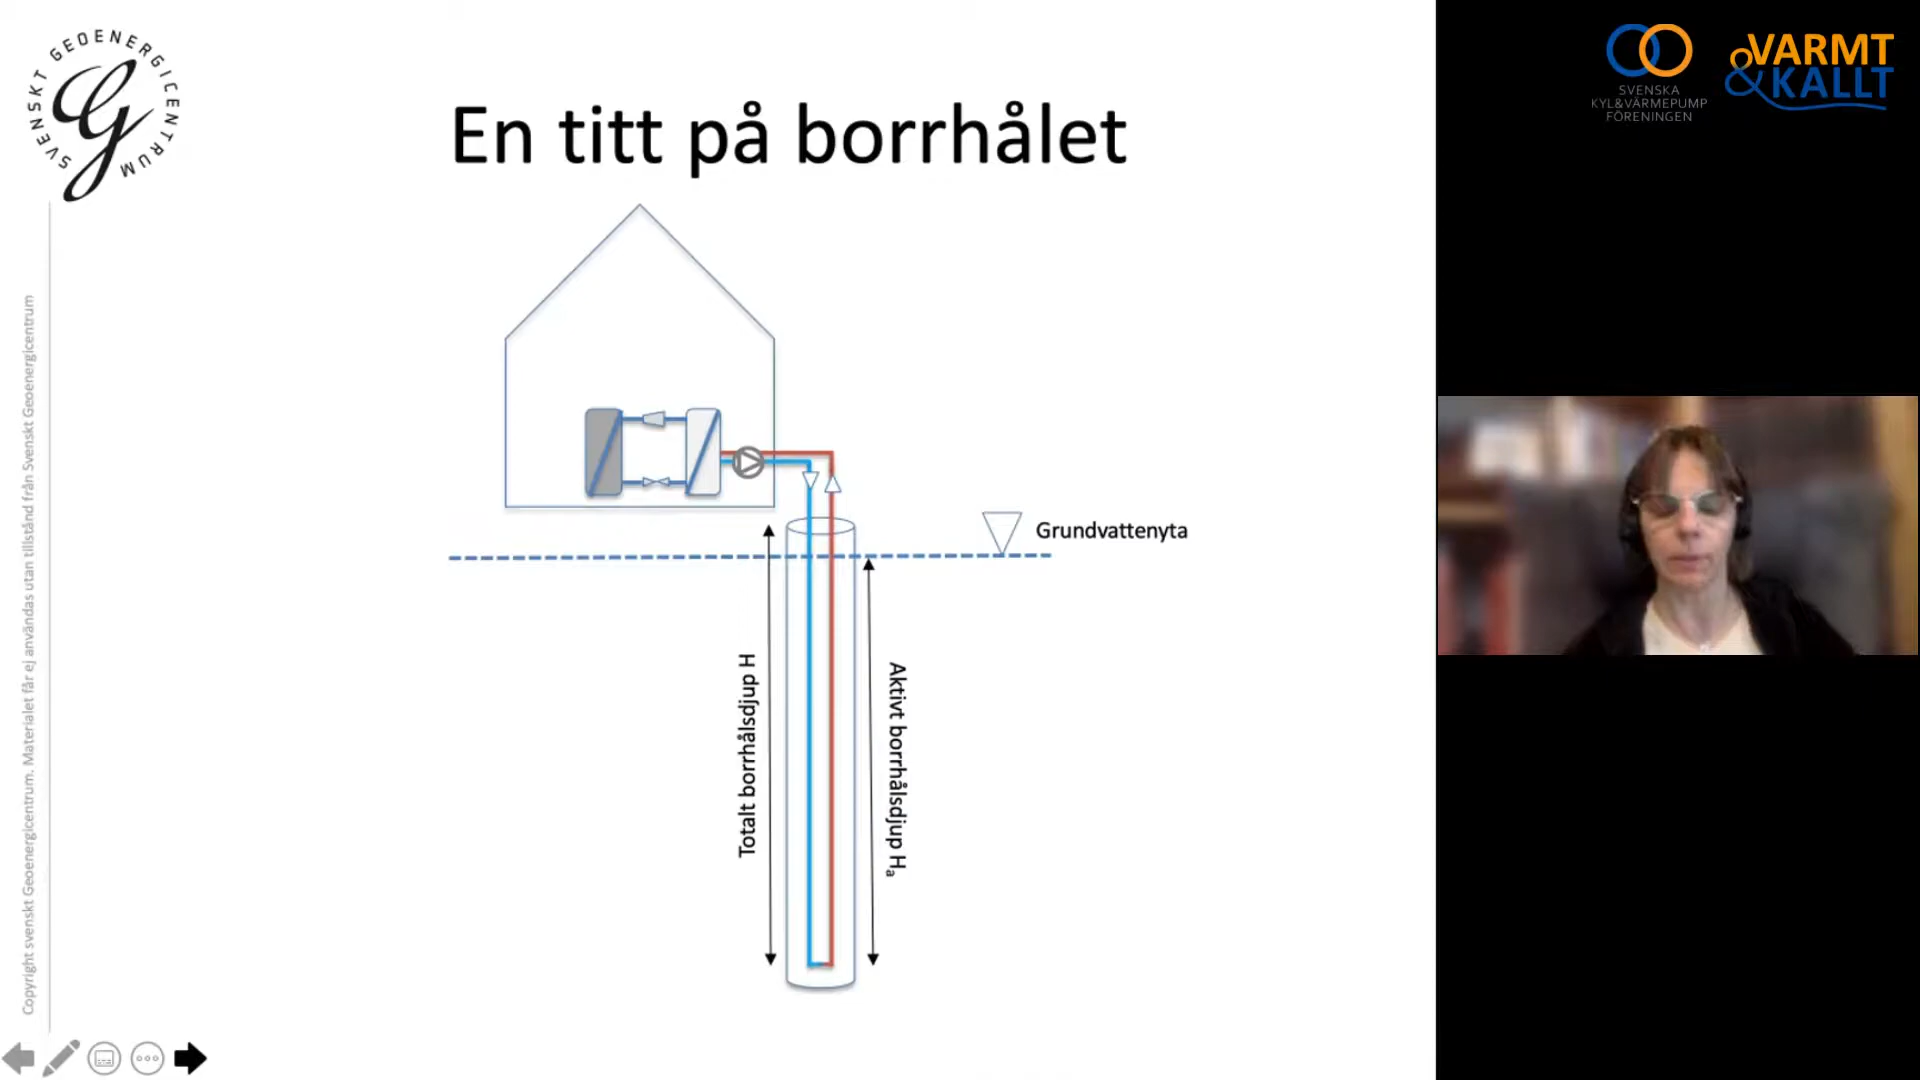 SVENSKT GEOENERGICENTRUM
En titt på borrhålet
Grundvattenyta
Totalt borrhålsdjup H
Aktivt borrhålsdjup Hₐ
Copyright svenskt Geoenergicentrum. Materialet får ej användas utan tillstånd från Svenskt Geoenergicentrum
SVENSKA
KYL&VÄRMEPUMP
FÖRENINGEN
VARMT
&KALLT